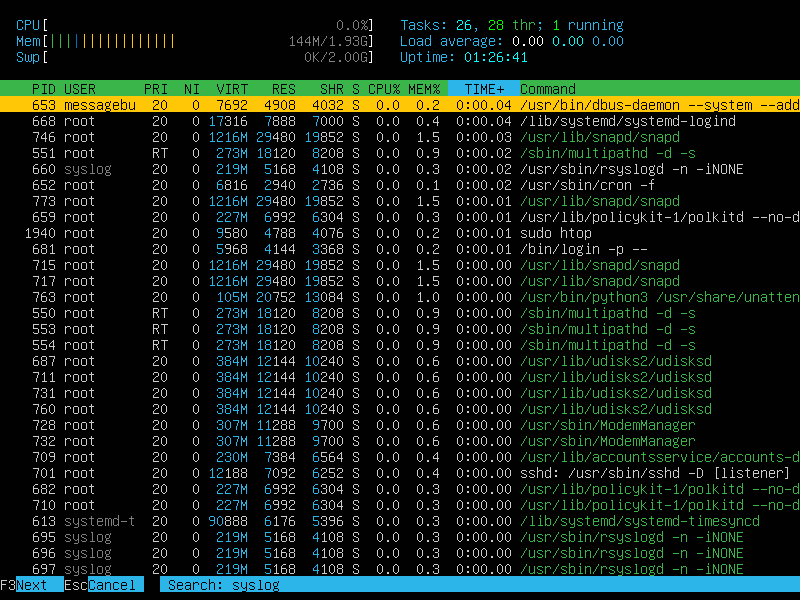 CPU[ 0.0%] Tasks: 26, 28 thr; 1 running
Mem[|||||||||||||||| 144M/1.93G] Load average: 0.00 0.00 0.00
Swp[ 0K/2.00G] Uptime: 01:26:41
PID USER PRI NI VIRT RES SHR S CPU% MEM% TIME+ Command
653 messagebu 20 0 7692 4908 4032 S 0.0 0.2 0:00.04 /usr/bin/dbus-daemon --system --add
668 root 20 0 17316 7888 7000 S 0.0 0.4 0:00.04 /lib/systemd/systemd-logind
746 root 20 0 1216M 29480 19852 S 0.0 1.5 0:00.03 /usr/lib/snapd/snapd
551 root RT 0 273M 18120 8208 S 0.0 0.9 0:00.02 /sbin/multipathd -d -s
660 syslog 20 0 219M 5168 4108 S 0.0 0.3 0:00.02 /usr/sbin/rsyslogd -n -iNONE
652 root 20 0 6816 2940 2736 S 0.0 0.1 0:00.02 /usr/sbin/cron -f
773 root 20 0 1216M 29480 19852 S 0.0 1.5 0:00.01 /usr/lib/snapd/snapd
659 root 20 0 227M 6992 6304 S 0.0 0.3 0:00.01 /usr/lib/policykit-1/polkitd --no-d
1940 root 20 0 9580 4788 4076 S 0.0 0.2 0:00.01 sudo htop
681 root 20 0 5968 4144 3368 S 0.0 0.2 0:00.01 /bin/login -p --
715 root 20 0 1216M 29480 19852 S 0.0 1.5 0:00.00 /usr/lib/snapd/snapd
717 root 20 0 1216M 29480 19852 S 0.0 1.5 0:00.00 /usr/lib/snapd/snapd
763 root 20 0 105M 20752 13084 S 0.0 1.0 0:00.00 /usr/bin/python3 /usr/share/unatten
550 root RT 0 273M 18120 8208 S 0.0 0.9 0:00.00 /sbin/multipathd -d -s
553 root RT 0 273M 18120 8208 S 0.0 0.9 0:00.00 /sbin/multipathd -d -s
554 root RT 0 273M 18120 8208 S 0.0 0.9 0:00.00 /sbin/multipathd -d -s
687 root 20 0 384M 12144 10240 S 0.0 0.6 0:00.00 /usr/lib/udisks2/udisksd
711 root 20 0 384M 12144 10240 S 0.0 0.6 0:00.00 /usr/lib/udisks2/udisksd
731 root 20 0 384M 12144 10240 S 0.0 0.6 0:00.00 /usr/lib/udisks2/udisksd
760 root 20 0 384M 12144 10240 S 0.0 0.6 0:00.00 /usr/lib/udisks2/udisksd
728 root 20 0 307M 11288 9700 S 0.0 0.6 0:00.00 /usr/sbin/ModemManager
732 root 20 0 307M 11288 9700 S 0.0 0.6 0:00.00 /usr/sbin/ModemManager
709 root 20 0 230M 7384 6564 S 0.0 0.4 0:00.00 /usr/lib/accountsservice/accounts-d
701 root 20 0 12188 7092 6252 S 0.0 0.4 0:00.00 sshd: /usr/sbin/sshd -D [listener]
682 root 20 0 227M 6992 6304 S 0.0 0.3 0:00.00 /usr/lib/policykit-1/polkitd --no-d
710 root 20 0 227M 6992 6304 S 0.0 0.3 0:00.00 /usr/lib/policykit-1/polkitd --no-d
613 systemd-t 20 0 90888 6176 5396 S 0.0 0.3 0:00.00 /lib/systemd/systemd-timesyncd
695 syslog 20 0 219M 5168 4108 S 0.0 0.3 0:00.00 /usr/sbin/rsyslogd -n -iNONE
696 syslog 20 0 219M 5168 4108 S 0.0 0.3 0:00.00 /usr/sbin/rsyslogd -n -iNONE
697 syslog 20 0 219M 5168 4108 S 0.0 0.3 0:00.00 /usr/sbin/rsyslogd -n -iNONE
F3Next EscCancel Search: syslog